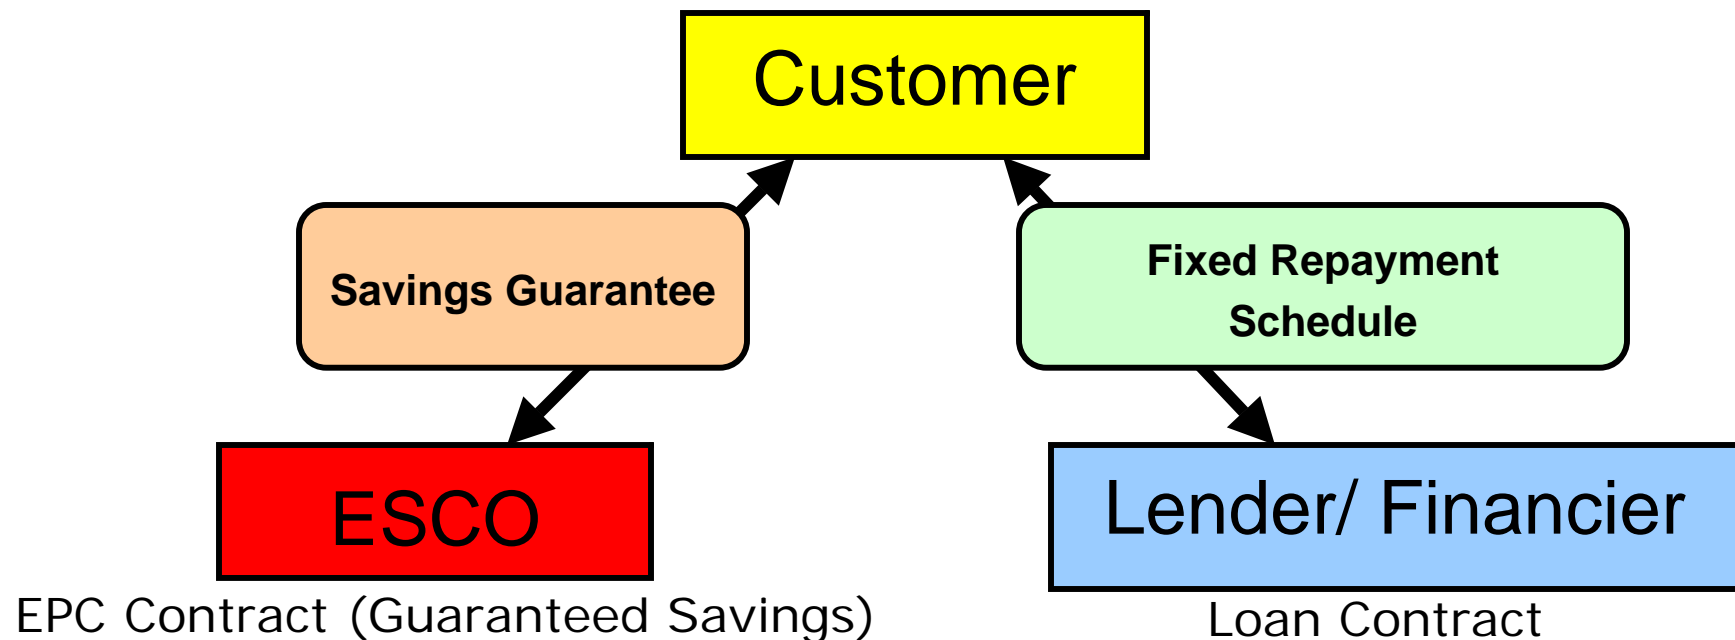 Customer
Savings Guarantee
Fixed Repayment
Schedule
ESCO
Lender/ Financier
EPC Contract (Guaranteed Savings)
Loan Contract